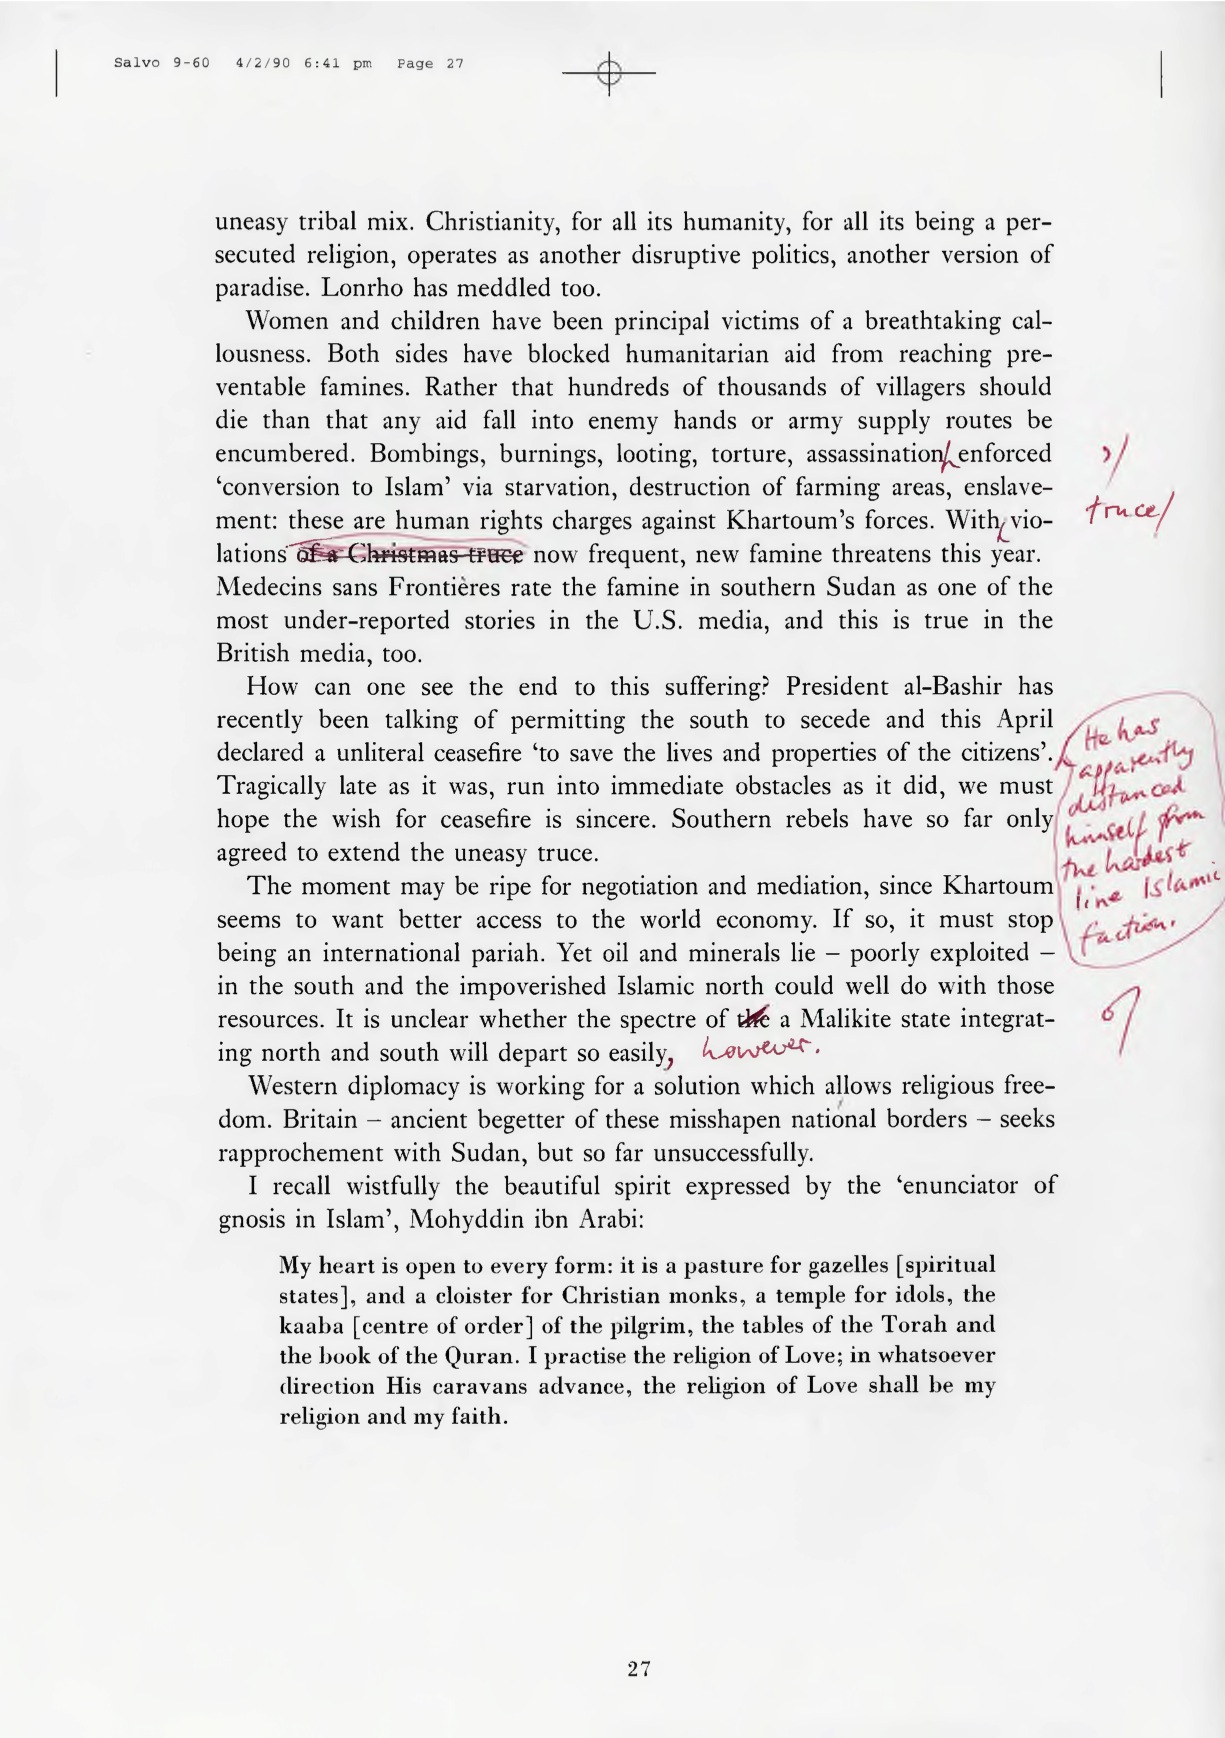 Salvo 9-60 4/2/90 6:41 pm Page 27
uneasy tribal mix. Christianity, for all its humanity, for all its being a per-
secuted religion, operates as another disruptive politics, another version of
paradise. Lonrho has meddled too.
Women and children have been principal victims of a breathtaking cal-
lousness. Both sides have blocked humanitarian aid from reaching pre-
ventable famines. Rather that hundreds of thousands of villagers should
die than that any aid fall into enemy hands or army supply routes be
encumbered. Bombings, burnings, looting, torture, assassination enforced
,/
‘conversion to Islam’ via starvation, destruction of farming areas, enslave-
ment: these are human rights charges against Khartoum’s forces. With vio-
truce/
lations of a Christmas truce now frequent, new famine threatens this year.
Medecins sans Frontières rate the famine in southern Sudan as one of the
most under-reported stories in the U.S. media, and this is true in the
British media, too.
How can one see the end to this suffering? President al-Bashir has
recently been talking of permitting the south to secede and this April
declared a unliteral ceasefire ‘to save the lives and properties of the citizens’.
Tragically late as it was, run into immediate obstacles as it did, we must
hope the wish for ceasefire is sincere. Southern rebels have so far only
agreed to extend the uneasy truce.
He has
apparently
distanced
himself from
the hardest
line Islamic
faction.
The moment may be ripe for negotiation and mediation, since Khartoum
seems to want better access to the world economy. If so, it must stop
being an international pariah. Yet oil and minerals lie – poorly exploited –
in the south and the impoverished Islamic north could well do with those
resources. It is unclear whether the spectre of the a Malikite state integrat-
ing north and south will depart so easily, however.
Western diplomacy is working for a solution which allows religious free-
dom. Britain – ancient begetter of these misshapen national borders – seeks
rapprochement with Sudan, but so far unsuccessfully.
I recall wistfully the beautiful spirit expressed by the ‘enunciator of
gnosis in Islam’, Mohyddin ibn Arabi:
My heart is open to every form: it is a pasture for gazelles [spiritual
states], and a cloister for Christian monks, a temple for idols, the
kaaba [centre of order] of the pilgrim, the tables of the Torah and
the book of the Quran. I practise the religion of Love; in whatsoever
direction His caravans advance, the religion of Love shall be my
religion and my faith.
27